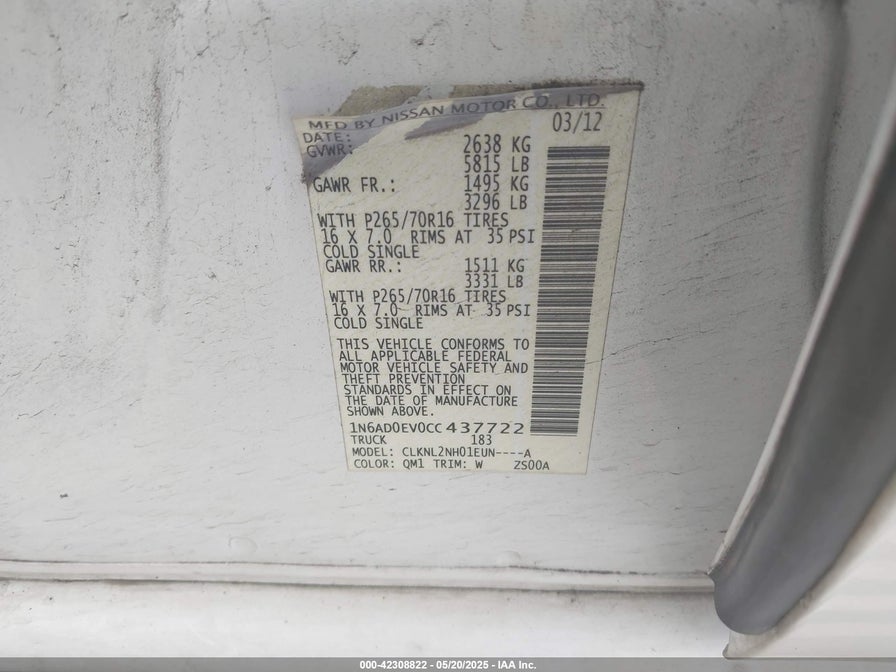 MFD BY NISSAN MOTOR CO., LTD.
DATE: 03/12
GVWR: 2638 KG
5815 LB
GAWR FR.: 1495 KG
3296 LB
WITH P265/70R16 TIRES
16 X 7.0 RIMS AT 35 PSI
COLD SINGLE
GAWR RR.: 1511 KG
3331 LB
WITH P265/70R16 TIRES
16 X 7.0 RIMS AT 35 PSI
COLD SINGLE
THIS VEHICLE CONFORMS TO
ALL APPLICABLE FEDERAL
MOTOR VEHICLE SAFETY AND
THEFT PREVENTION
STANDARDS IN EFFECT ON
THE DATE OF MANUFACTURE
SHOWN ABOVE.
1N6AD0EV0CC437722
TRUCK 183
MODEL: CLKNL2NH01EUN----A
COLOR: QM1 TRIM: W ZS00A
000-42308822 - 05/20/2025 - IAA Inc.